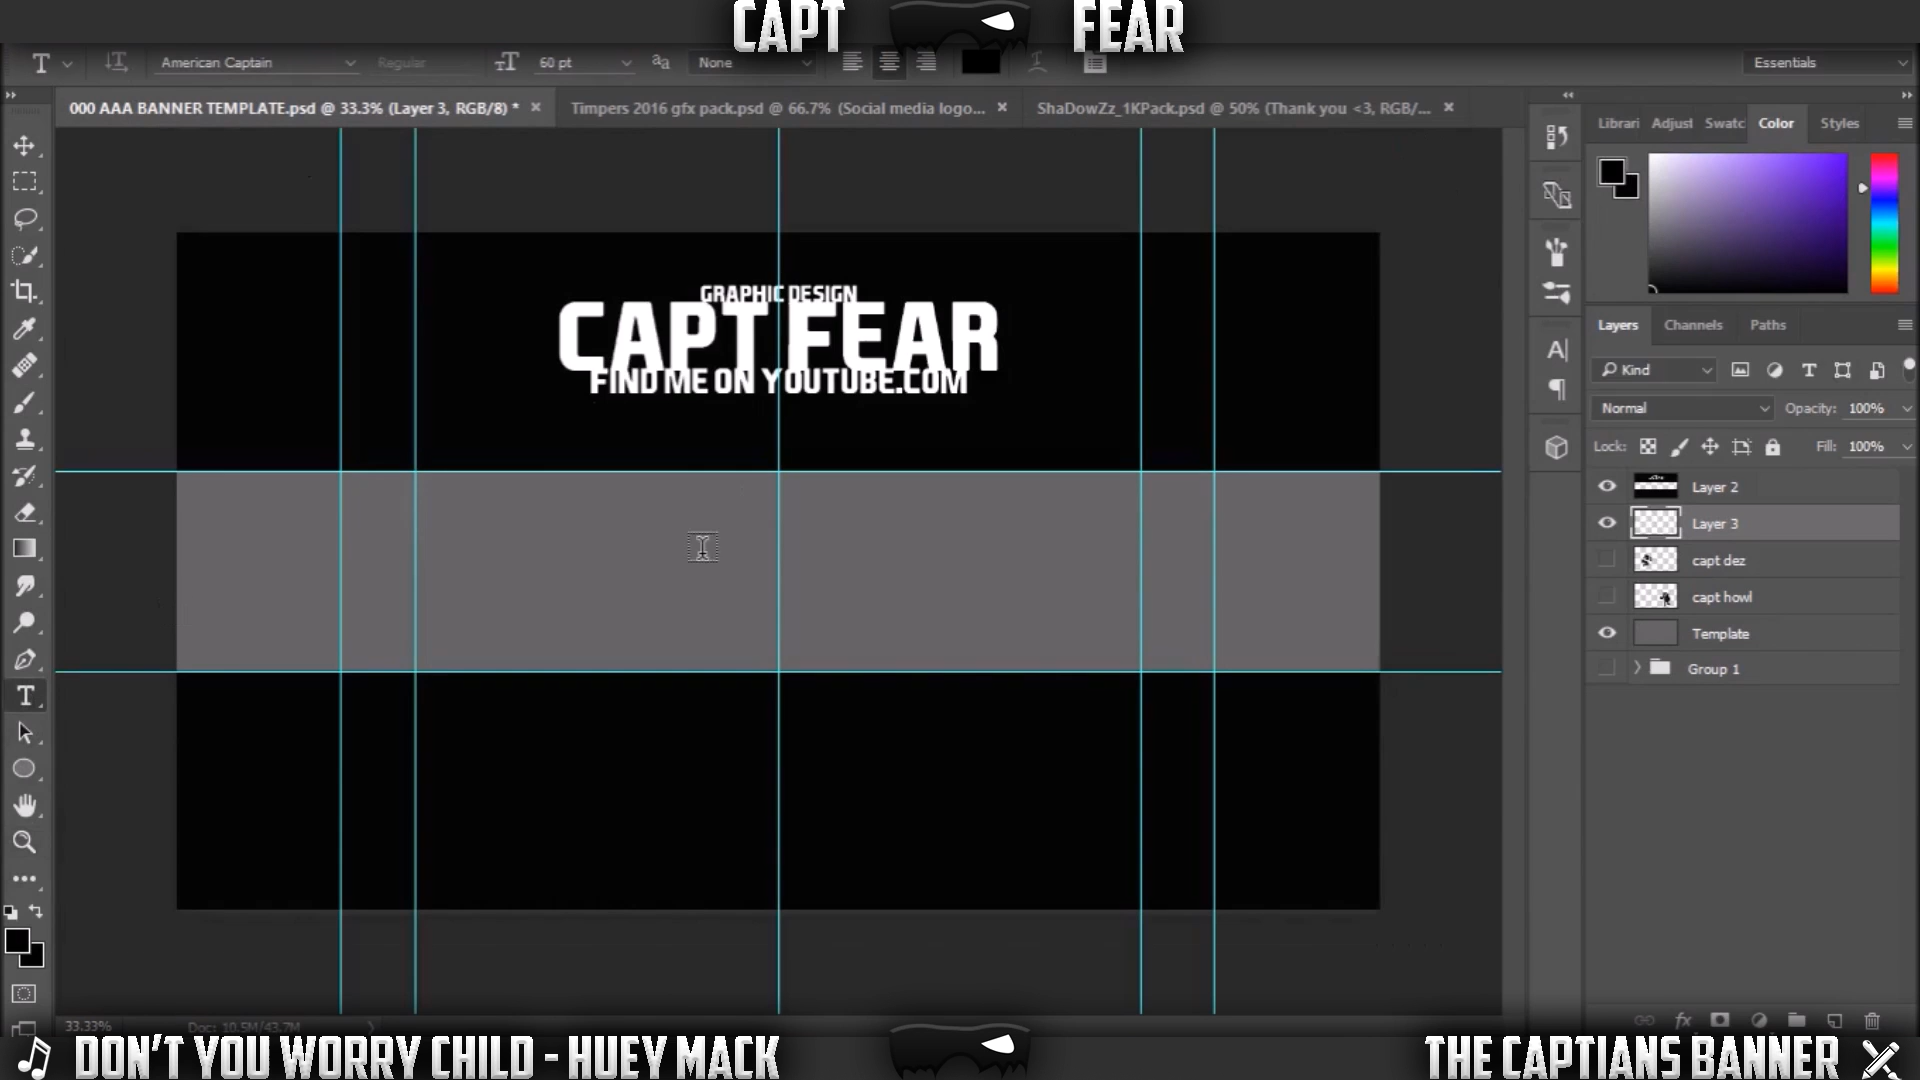 CAPT FEAR
American Captain
Regular
60 pt
None
Essentials
000 AAA BANNER TEMPLATE.psd @ 33.3% (Layer 3, RGB/8) *
Timpers 2016 gfx pack.psd @ 66.7% (Social media logo...
ShaDowZz_1KPack.psd @ 50% (Thank you <3, RGB/...
Librari
Adjust
Swatc
Color
Styles
GRAPHIC DESIGN
CAPT FEAR
FIND ME ON YOUTUBE.COM
Layers
Channels
Paths
Kind
Normal
Opacity: 100%
Lock:
Fill: 100%
Layer 2
Layer 3
capt dez
capt howl
Template
Group 1
33.33%
Doc: 10.5M/43.7M
DON'T YOU WORRY CHILD - HUEY MACK
THE CAPTIANS BANNER